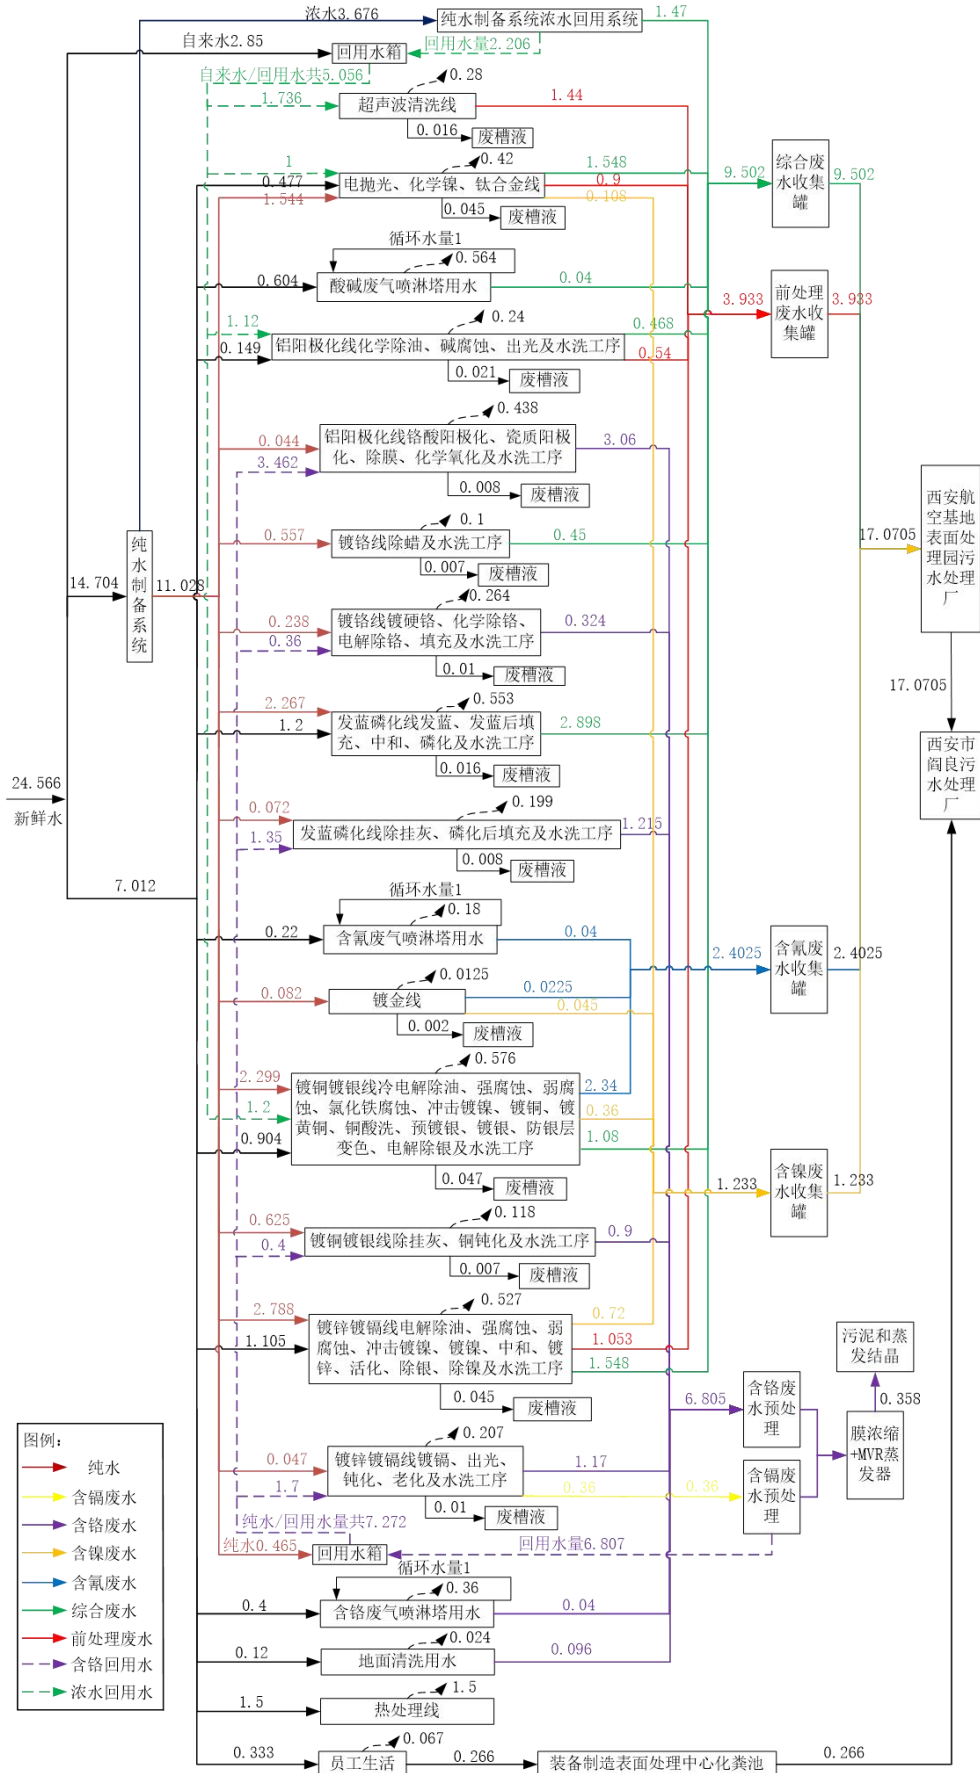 浓水3.676
纯水制备系统浓水回用系统
1.47
自来水2.85
回用水箱
回用水量2.206
自来水/回用水共5.056
1.736
超声波清洗线
0.28
1.44
0.016
废槽液
1
0.477
1.544
电抛光、化学镍、钛合金线
0.42
1.548
0.9
0.108
0.045
废槽液
9.502
综合废
水收集
罐
9.502
循环水量1
0.604
酸碱废气喷淋塔用水
0.564
0.04
3.933
前处理
废水收
集罐
3.933
1.12
0.149
铝阳极化线化学除油、碱腐蚀、出光及水洗工序
0.24
0.468
0.54
0.021
废槽液
0.044
3.462
铝阳极化线铬酸阳极化、瓷质阳极
化、除膜、化学氧化及水洗工序
0.438
3.06
0.008
废槽液
0.557
镀铬线除蜡及水洗工序
0.1
0.45
0.007
废槽液
14.704
纯
水
制
备
系
统
11.028
0.238
0.36
镀铬线镀硬铬、化学除铬、
电解除铬、填充及水洗工序
0.264
0.324
0.01
废槽液
17.0705
西安航
空基地
表面处
理园污
水处理
厂
17.0705
西安市
阎良污
水处理
厂
2.267
1.2
发蓝磷化线发蓝、发蓝后填
充、中和、磷化及水洗工序
0.553
2.898
0.016
废槽液
24.566
新鲜水
0.072
1.35
发蓝磷化线除挂灰、磷化后填充及水洗工序
0.199
1.215
0.008
废槽液
7.012
循环水量1
0.22
含氰废气喷淋塔用水
0.18
0.04
2.4025
含氰废
水收集
罐
2.4025
0.082
镀金线
0.0125
0.0225
0.045
0.002
废槽液
2.299
1.2
0.904
镀铜镀银线冷电解除油、强腐蚀、弱腐
蚀、氯化铁腐蚀、冲击镀镍、镀铜、镀
黄铜、铜酸洗、预镀银、镀银、防银层
变色、电解除银及水洗工序
0.576
2.34
0.36
1.08
0.047
废槽液
1.233
含镍废
水收集
罐
1.233
0.625
0.4
镀铜镀银线除挂灰、铜钝化及水洗工序
0.118
0.9
0.007
废槽液
2.788
1.105
镀锌镀镉线电解除油、强腐蚀、弱
腐蚀、冲击镀镍、镀镍、中和、镀
锌、活化、除银、除镍及水洗工序
0.527
0.72
1.053
1.548
0.045
废槽液
污泥和蒸
发结晶
0.358
6.805
含铬废
水预处
理
膜浓缩
+MVR蒸
发器
0.047
1.7
镀锌镀镉线镀镉、出光、
钝化、老化及水洗工序
0.207
1.17
0.36
0.36
含镉废
水预处
理
0.01
废槽液
纯水/回用水量共7.272
纯水0.465
回用水箱
回用水量6.807
循环水量1
0.4
含铬废气喷淋塔用水
0.36
0.04
0.12
地面清洗用水
0.024
0.096
1.5
热处理线
1.5
0.333
员工生活
0.067
0.266
装备制造表面处理中心化粪池
0.266
图例：
纯水
含镉废水
含铬废水
含镍废水
含氰废水
综合废水
前处理废水
含铬回用水
浓水回用水